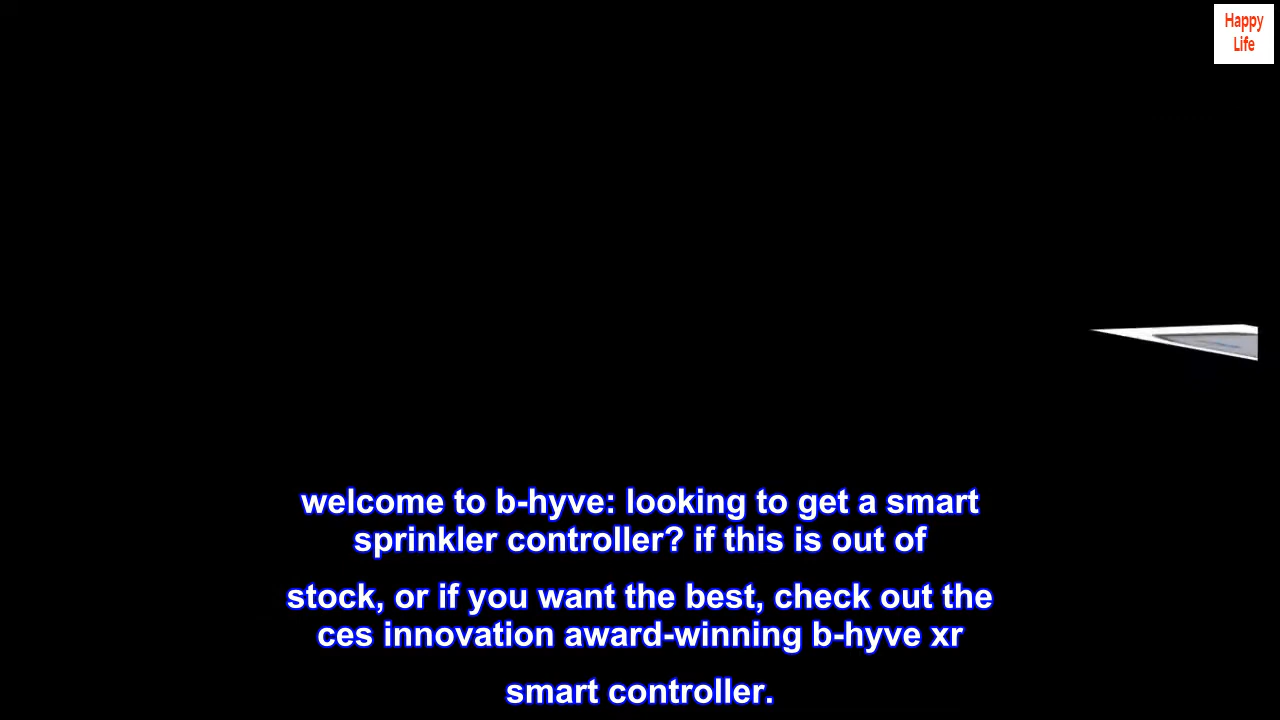 Happy
Life
welcome to b-hyve: looking to get a smart
sprinkler controller? if this is out of
stock, or if you want the best, check out the
ces innovation award-winning b-hyve xr
smart controller.